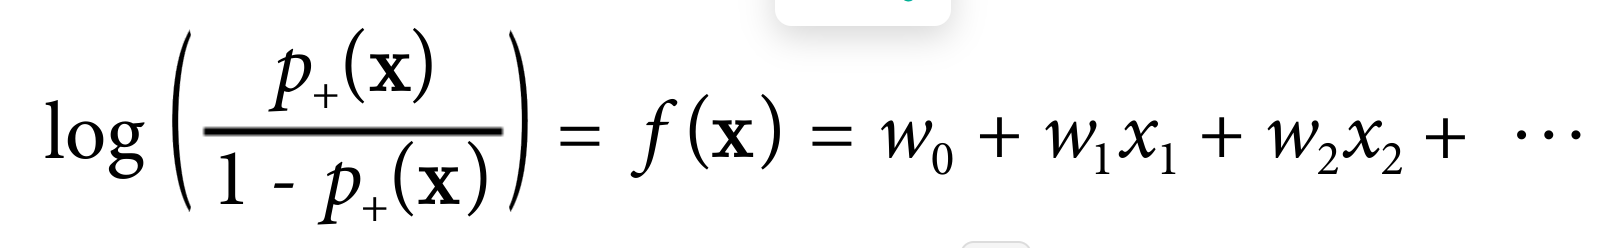 log ( p₊(x) / 1 - p₊(x) ) = f(x) = w₀ + w₁x₁ + w₂x₂ + ⋯